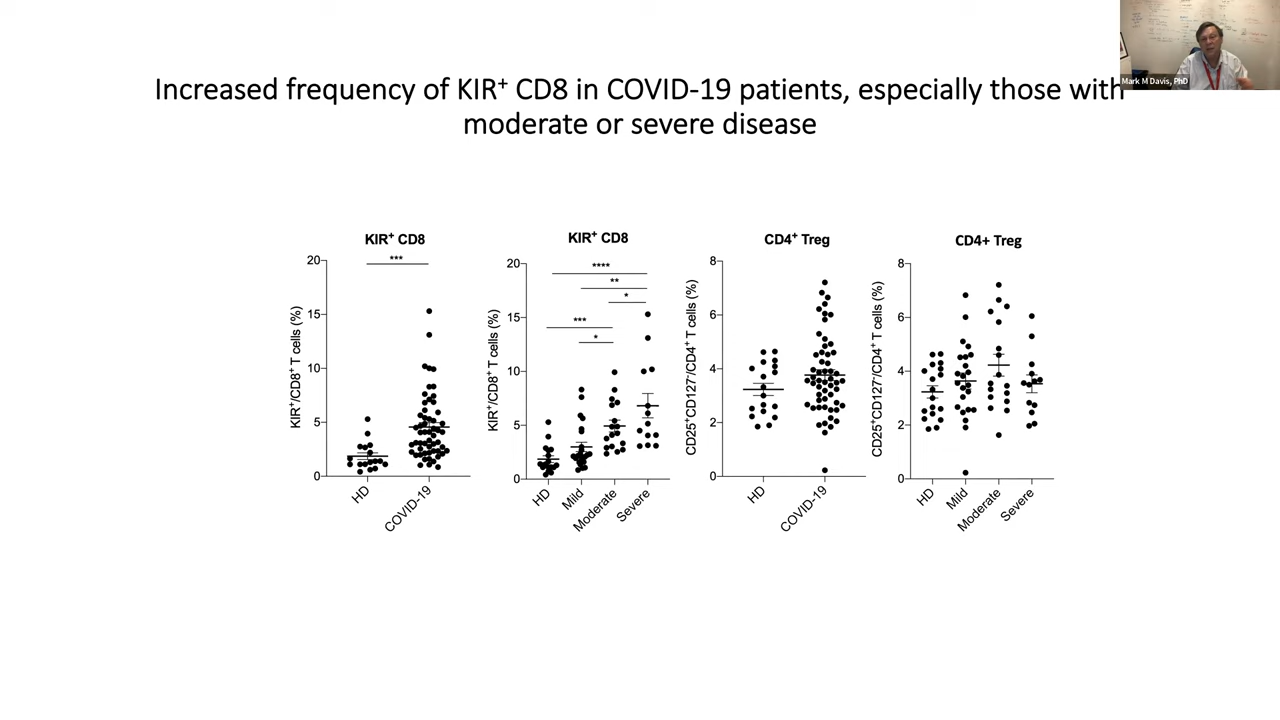 Mark M Davis, PhD
Increased frequency of KIR⁺ CD8 in COVID-19 patients, especially those with
moderate or severe disease
KIR⁺ CD8
***
KIR⁺/CD8⁺ T cells (%)
20
15
10
5
0
HD
COVID-19
KIR⁺ CD8
****
**
*
***
*
KIR⁺/CD8⁺ T cells (%)
20
15
10
5
0
HD
Mild
Moderate
Severe
CD4⁺ Treg
CD25⁺CD127⁻/CD4⁺ T cells (%)
8
6
4
2
0
HD
COVID-19
CD4+ Treg
CD25⁺CD127⁻/CD4⁺ T cells (%)
8
6
4
2
0
HD
Mild
Moderate
Severe